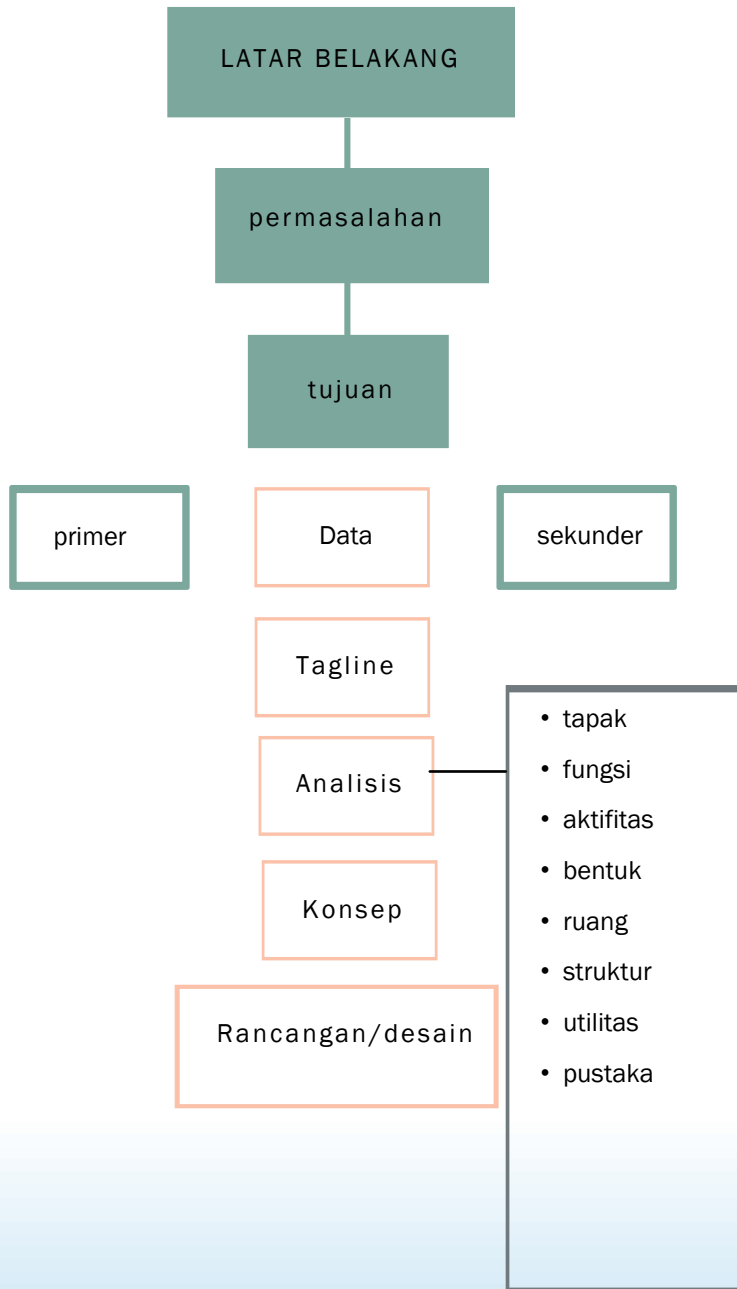 LATAR BELAKANG
permasalahan
tujuan
primer
Data
sekunder
Tagline
Analisis
• tapak
• fungsi
• aktifitas
• bentuk
• ruang
• struktur
• utilitas
• pustaka
Konsep
Rancangan/desain